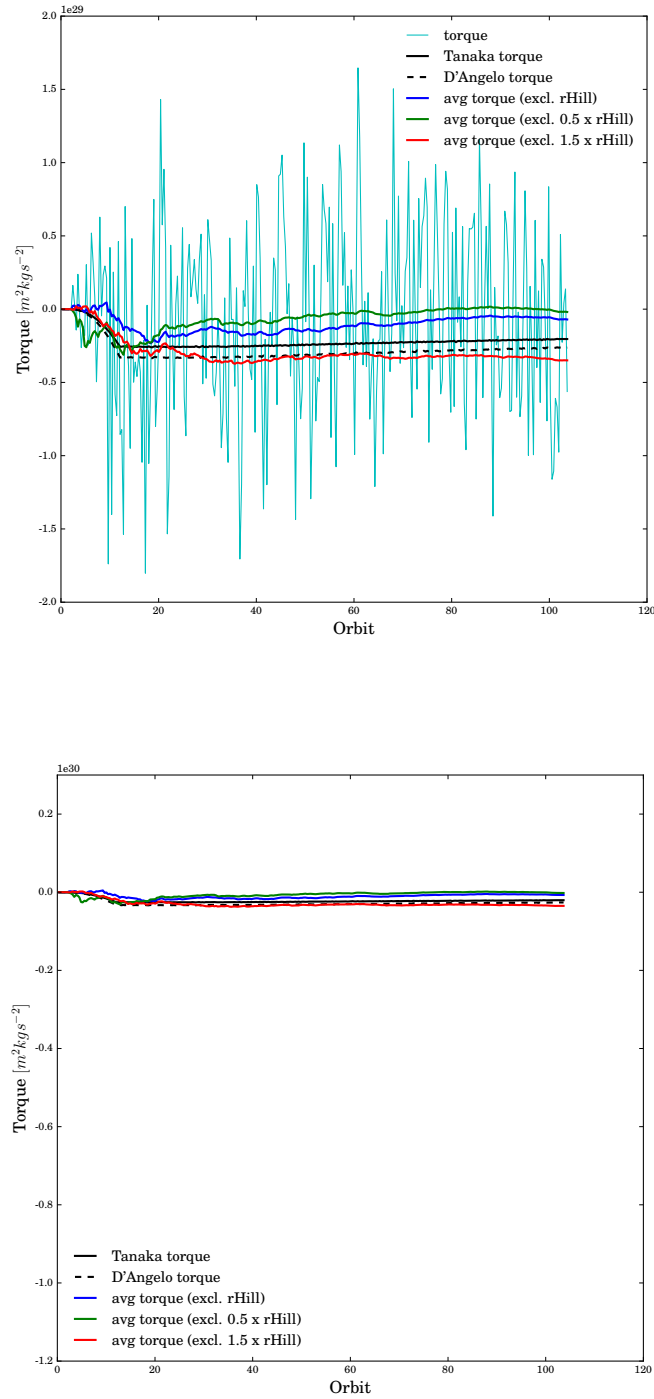 1e29
2.0
torque
Tanaka torque
D'Angelo torque
avg torque (excl. rHill)
avg torque (excl. 0.5 x rHill)
avg torque (excl. 1.5 x rHill)
1.5
1.0
0.5
0.0
-0.5
-1.0
-1.5
-2.0
Torque [m²kgs⁻²]
0 20 40 60 80 100 120
Orbit
1e30
0.2
0.0
-0.2
-0.4
-0.6
-0.8
-1.0
-1.2
Torque [m²kgs⁻²]
Tanaka torque
D'Angelo torque
avg torque (excl. rHill)
avg torque (excl. 0.5 x rHill)
avg torque (excl. 1.5 x rHill)
0 20 40 60 80 100 120
Orbit